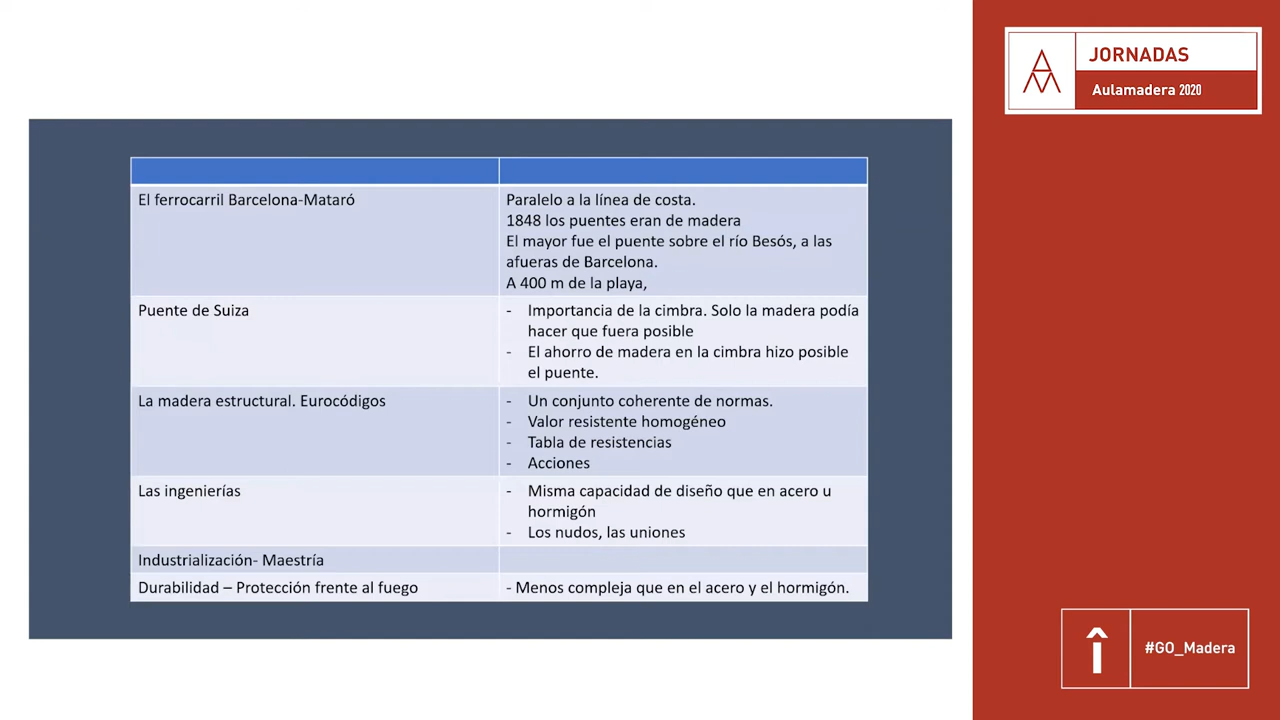 JORNADAS
Aulamadera 2020
El ferrocarril Barcelona-Mataró
Paralelo a la línea de costa.
1848 los puentes eran de madera
El mayor fue el puente sobre el río Besós, a las
afueras de Barcelona.
A 400 m de la playa,
Puente de Suiza
- Importancia de la cimbra. Solo la madera podía
hacer que fuera posible
- El ahorro de madera en la cimbra hizo posible
el puente.
La madera estructural. Eurocódigos
- Un conjunto coherente de normas.
- Valor resistente homogéneo
- Tabla de resistencias
- Acciones
Las ingenierías
- Misma capacidad de diseño que en acero u
hormigón
- Los nudos, las uniones
Industrialización- Maestría
Durabilidad – Protección frente al fuego
- Menos compleja que en el acero y el hormigón.
#GO_Madera